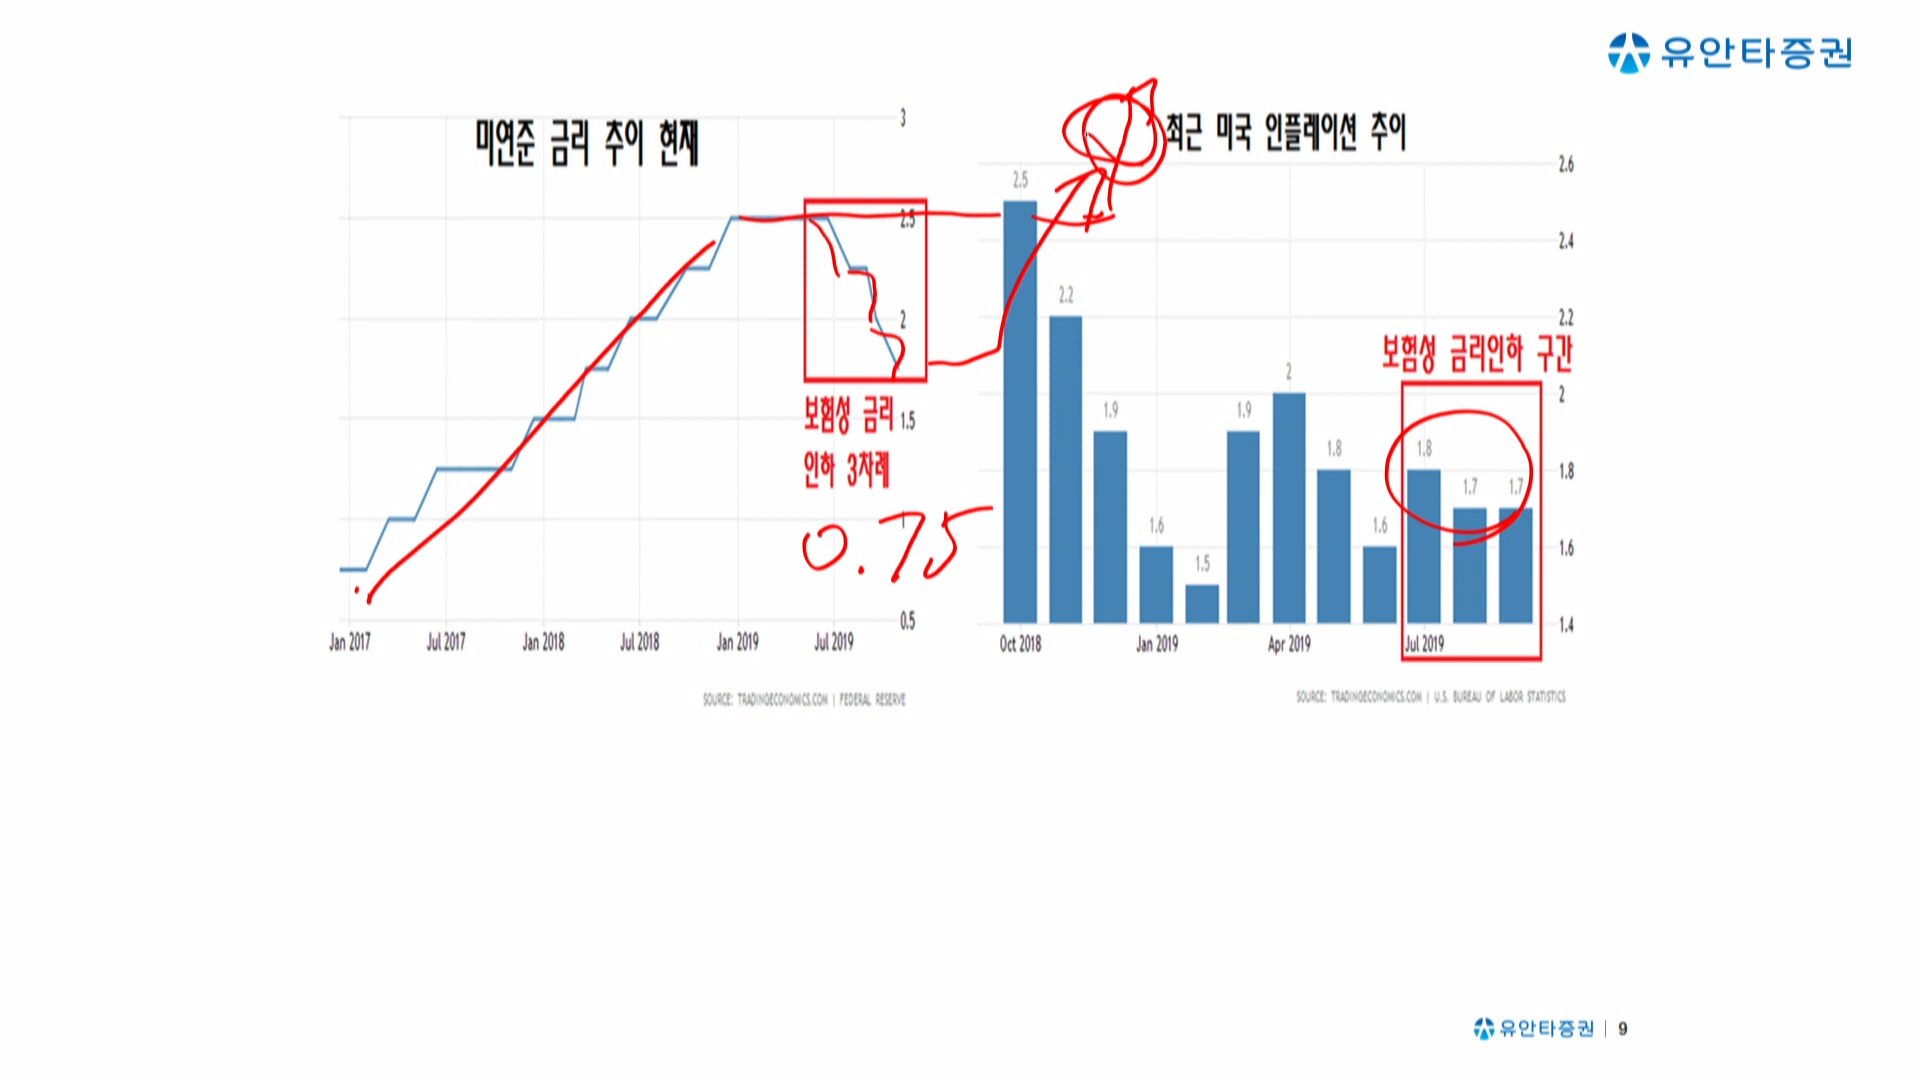 유안타증권
미연준 금리 추이 현재
3
2.5
2
1.5
1
0.5
보험성 금리
인하 3차례
0.75
Jan 2017 Jul 2017 Jan 2018 Jul 2018 Jan 2019 Jul 2019
SOURCE: TRADINGECONOMICS.COM | FEDERAL RESERVE
최근 미국 인플레이션 추이
2.6
2.4
2.2
2
1.8
1.6
1.4
보험성 금리인하 구간
2.5 2.2 1.9 1.6 1.5 1.9 2 1.8 1.6 1.8 1.7 1.7
Oct 2018 Jan 2019 Apr 2019 Jul 2019
SOURCE: TRADINGECONOMICS.COM | U.S. BUREAU OF LABOR STATISTICS
유안타증권 | 9